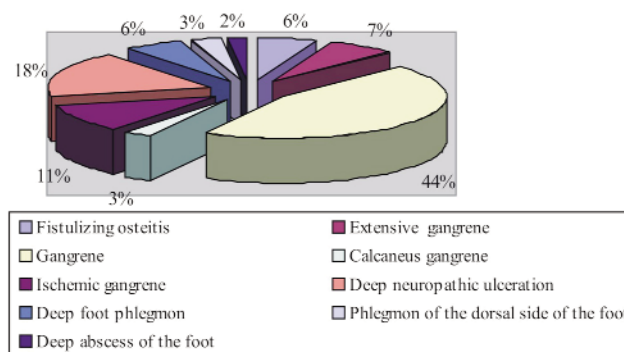 2%
3%
6%
6%
7%
18%
11%
3%
44%
Fistulizing osteitis
Extensive gangrene
Gangrene
Calcaneus gangrene
Ischemic gangrene
Deep neuropathic ulceration
Deep foot phlegmon
Phlegmon of the dorsal side of the foot
Deep abscess of the foot